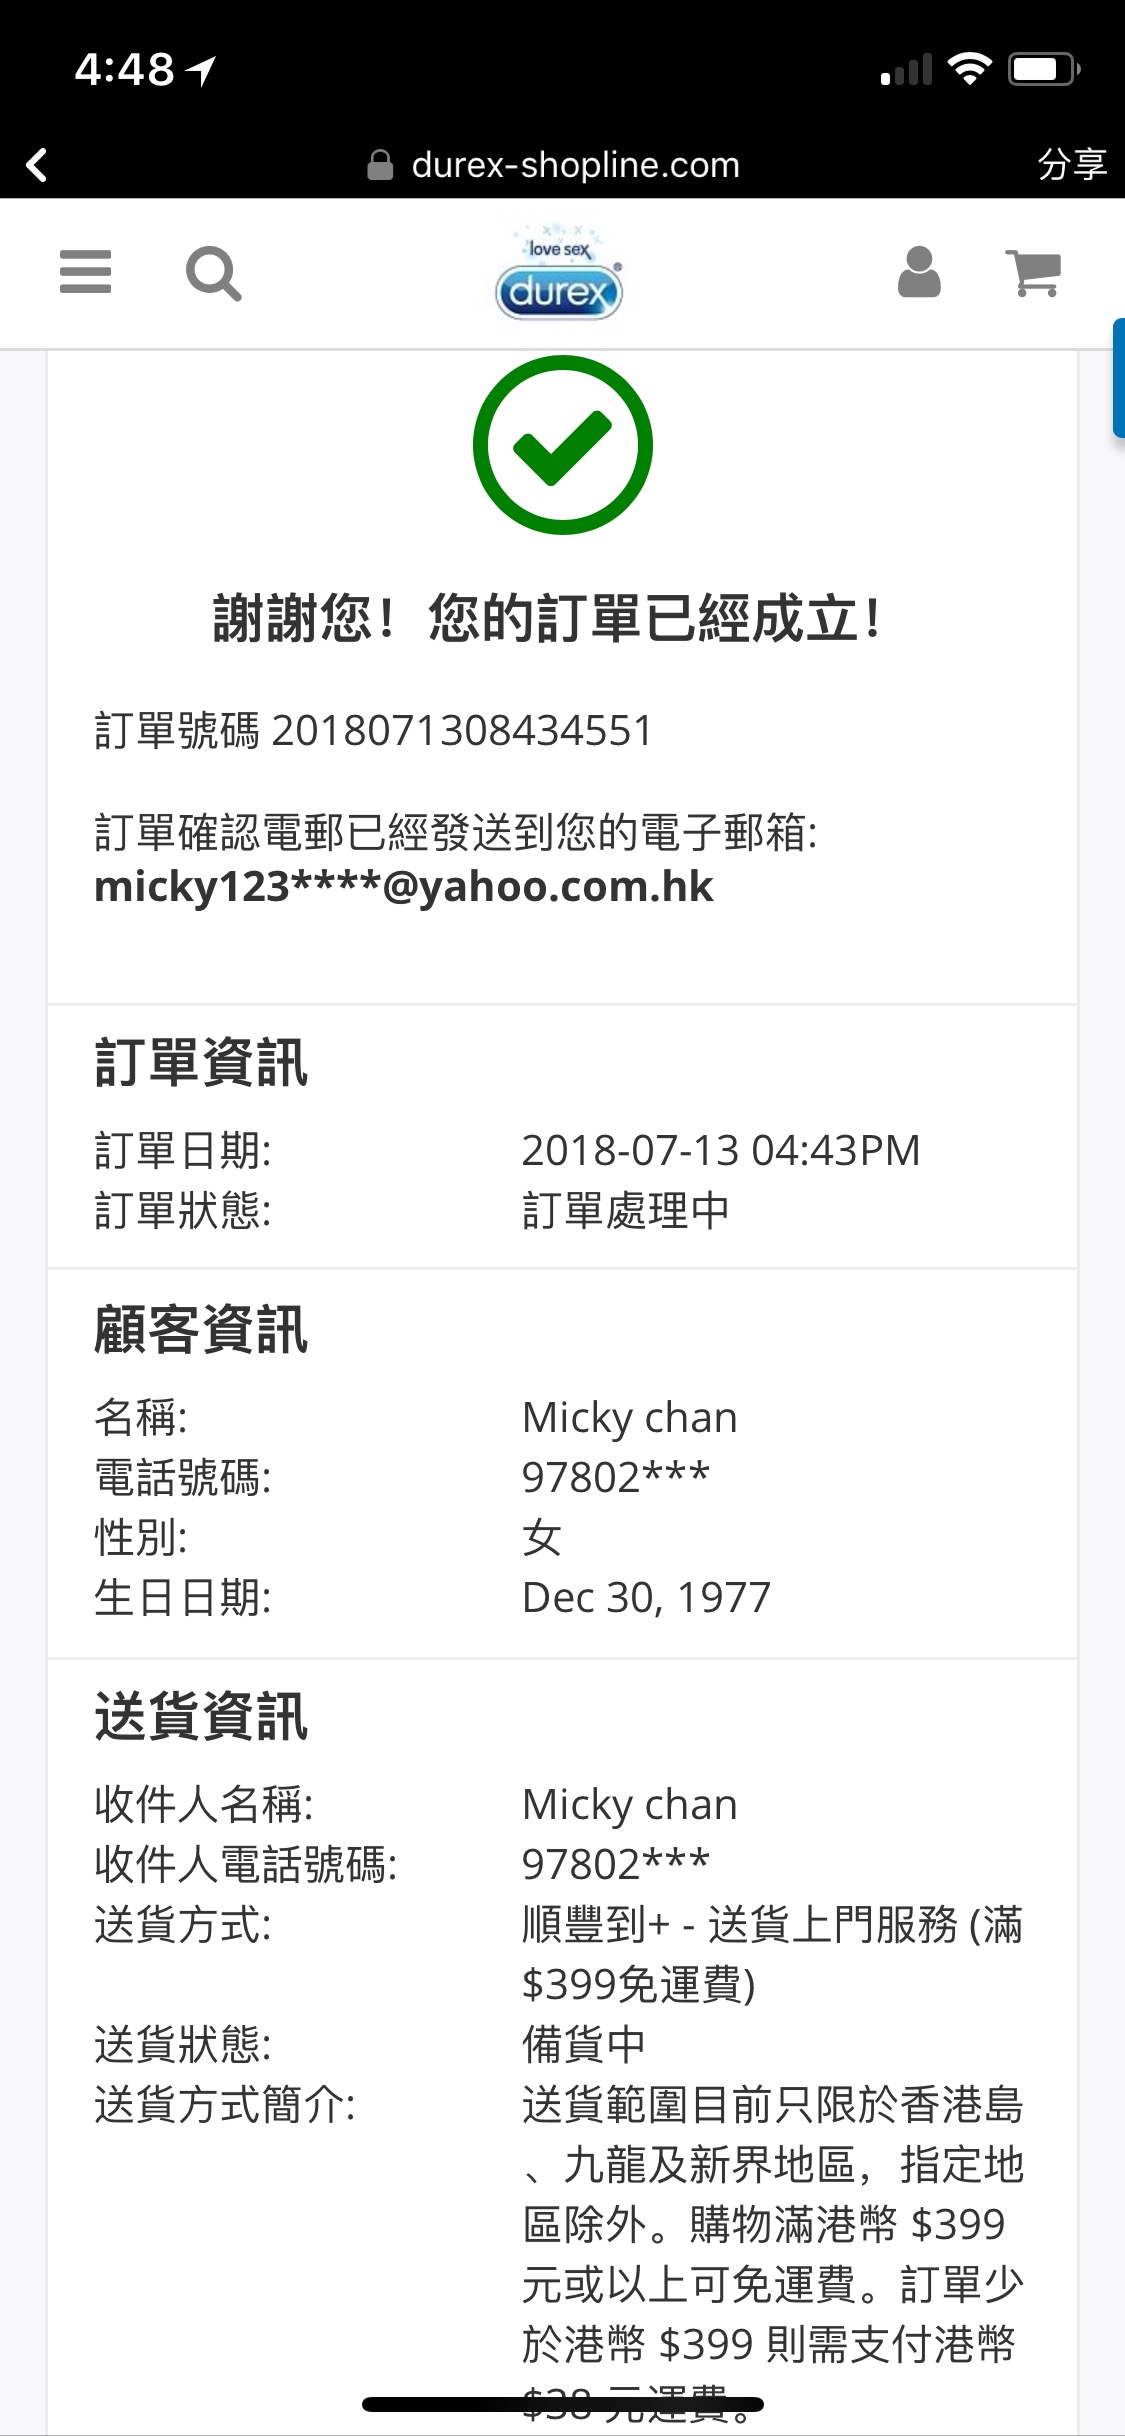 4:48
durex-shopline.com
分享
love sex
durex
謝謝您！您的訂單已經成立！
訂單號碼 2018071308434551
訂單確認電郵已經發送到您的電子郵箱:
micky123****@yahoo.com.hk
訂單資訊
訂單日期: 2018-07-13 04:43PM
訂單狀態: 訂單處理中
顧客資訊
名稱: Micky chan
電話號碼: 97802***
性別: 女
生日日期: Dec 30, 1977
送貨資訊
收件人名稱: Micky chan
收件人電話號碼: 97802***
送貨方式: 順豐到+ - 送貨上門服務 (滿
$399免運費)
送貨狀態: 備貨中
送貨方式簡介: 送貨範圍目前只限於香港島
、九龍及新界地區，指定地
區除外。購物滿港幣 $399
元或以上可免運費。訂單少
於港幣 $399 則需支付港幣
$38 元運費。